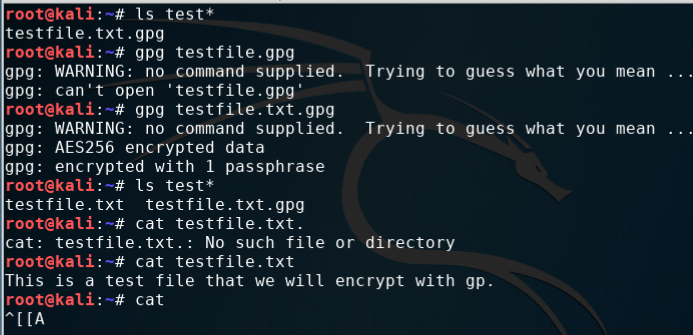 root@kali:~# ls test*
testfile.txt.gpg
root@kali:~# gpg testfile.gpg
gpg: WARNING: no command supplied.  Trying to guess what you mean ...
gpg: can't open 'testfile.gpg'
root@kali:~# gpg testfile.txt.gpg
gpg: WARNING: no command supplied.  Trying to guess what you mean ...
gpg: AES256 encrypted data
gpg: encrypted with 1 passphrase
root@kali:~# ls test*
testfile.txt  testfile.txt.gpg
root@kali:~# cat testfile.txt.
cat: testfile.txt.: No such file or directory
root@kali:~# cat testfile.txt
This is a test file that we will encrypt with gp.
root@kali:~# cat
^[[A